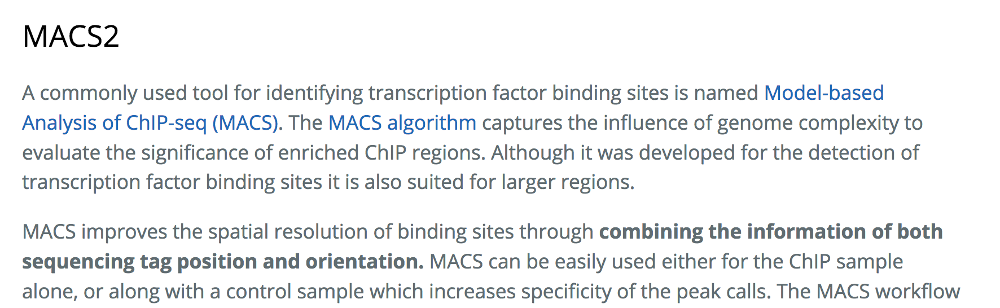 MACS2
A commonly used tool for identifying transcription factor binding sites is named Model-based
Analysis of ChIP-seq (MACS). The MACS algorithm captures the influence of genome complexity to
evaluate the significance of enriched ChIP regions. Although it was developed for the detection of
transcription factor binding sites it is also suited for larger regions.
MACS improves the spatial resolution of binding sites through combining the information of both
sequencing tag position and orientation. MACS can be easily used either for the ChIP sample
alone, or along with a control sample which increases specificity of the peak calls. The MACS workflow